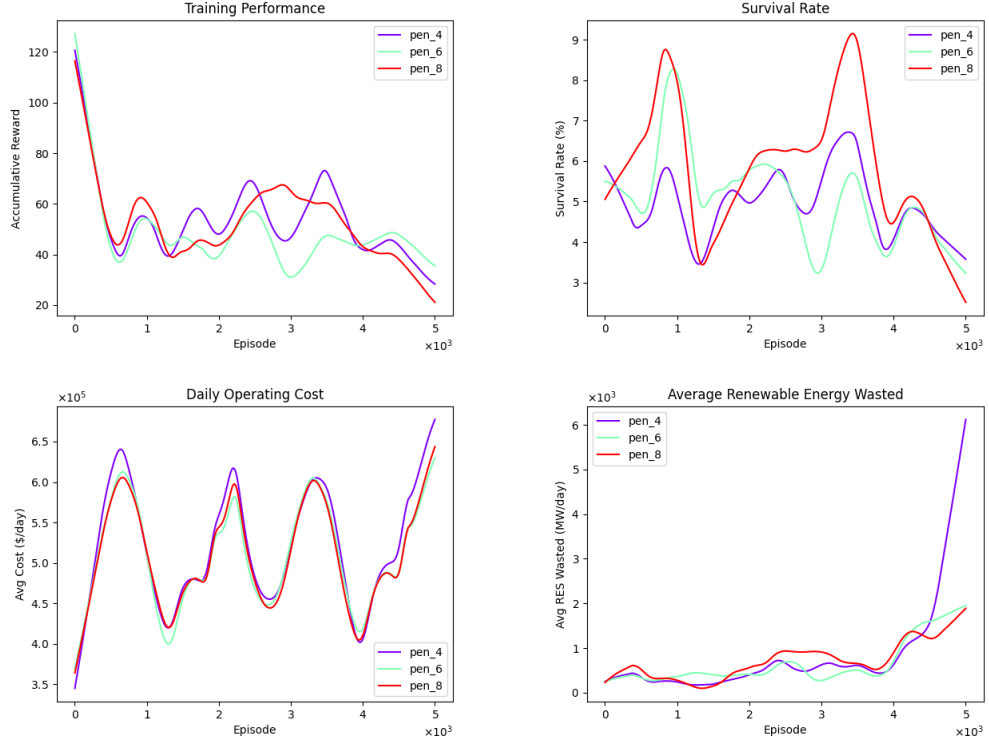 Training Performance
Accumulative Reward
120
100
80
60
40
20
0
1
2
3
4
5
×10³
Episode
pen_4
pen_6
pen_8
Survival Rate
Survival Rate (%)
9
8
7
6
5
4
3
0
1
2
3
4
5
×10³
Episode
pen_4
pen_6
pen_8
Daily Operating Cost
×10⁵
Avg Cost ($/day)
6.5
6.0
5.5
5.0
4.5
4.0
3.5
0
1
2
3
4
5
×10³
Episode
pen_4
pen_6
pen_8
Average Renewable Energy Wasted
×10³
Avg RES Wasted (MW/day)
6
5
4
3
2
1
0
0
1
2
3
4
5
×10³
Episode
pen_4
pen_6
pen_8